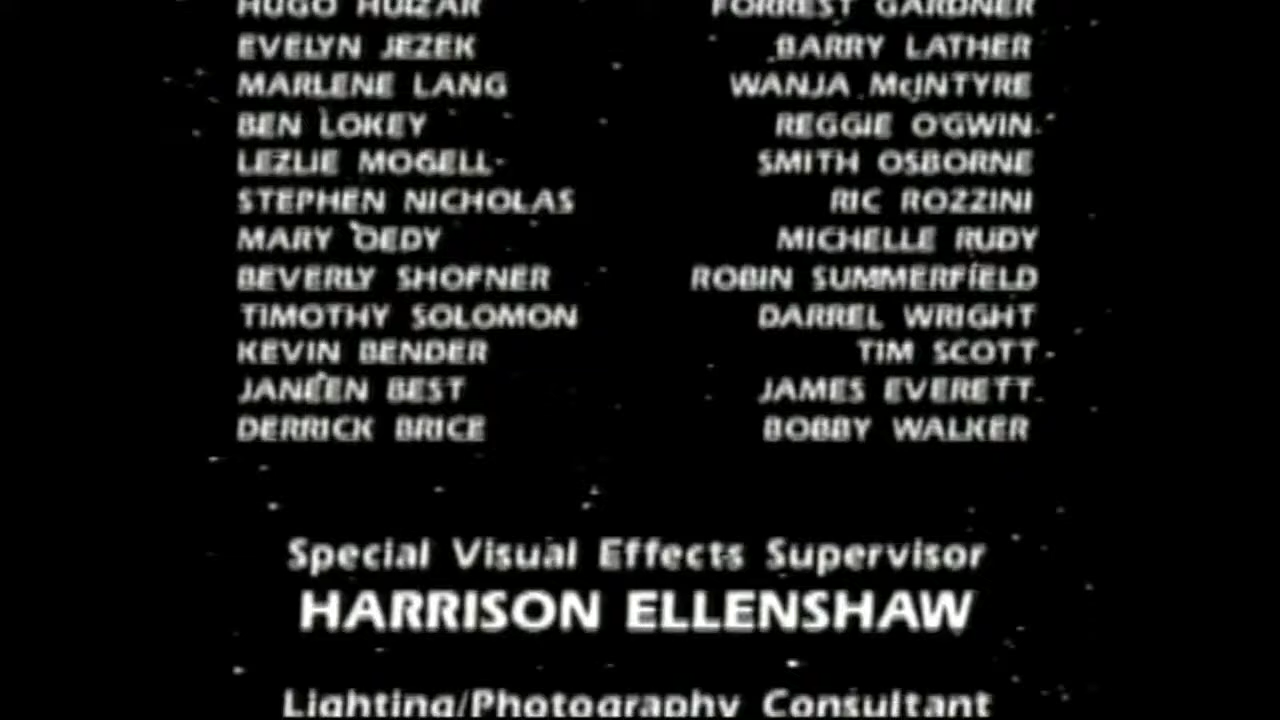 HUGO HUIZAR FORREST GARDNER
EVELYN JEZEK BARRY LATHER
MARLENE LANG WANJA McINTYRE
BEN LOKEY REGGIE O'GWIN
LEZLIE MOGELL SMITH OSBORNE
STEPHEN NICHOLAS RIC ROZZINI
MARY OEDY MICHELLE RUDY
BEVERLY SHOFNER ROBIN SUMMERFIELD
TIMOTHY SOLOMON DARREL WRIGHT
KEVIN BENDER TIM SCOTT
JANEEN BEST JAMES EVERETT
DERRICK BRICE BOBBY WALKER
Special Visual Effects Supervisor
HARRISON ELLENSHAW
Lighting/Photography Consultant